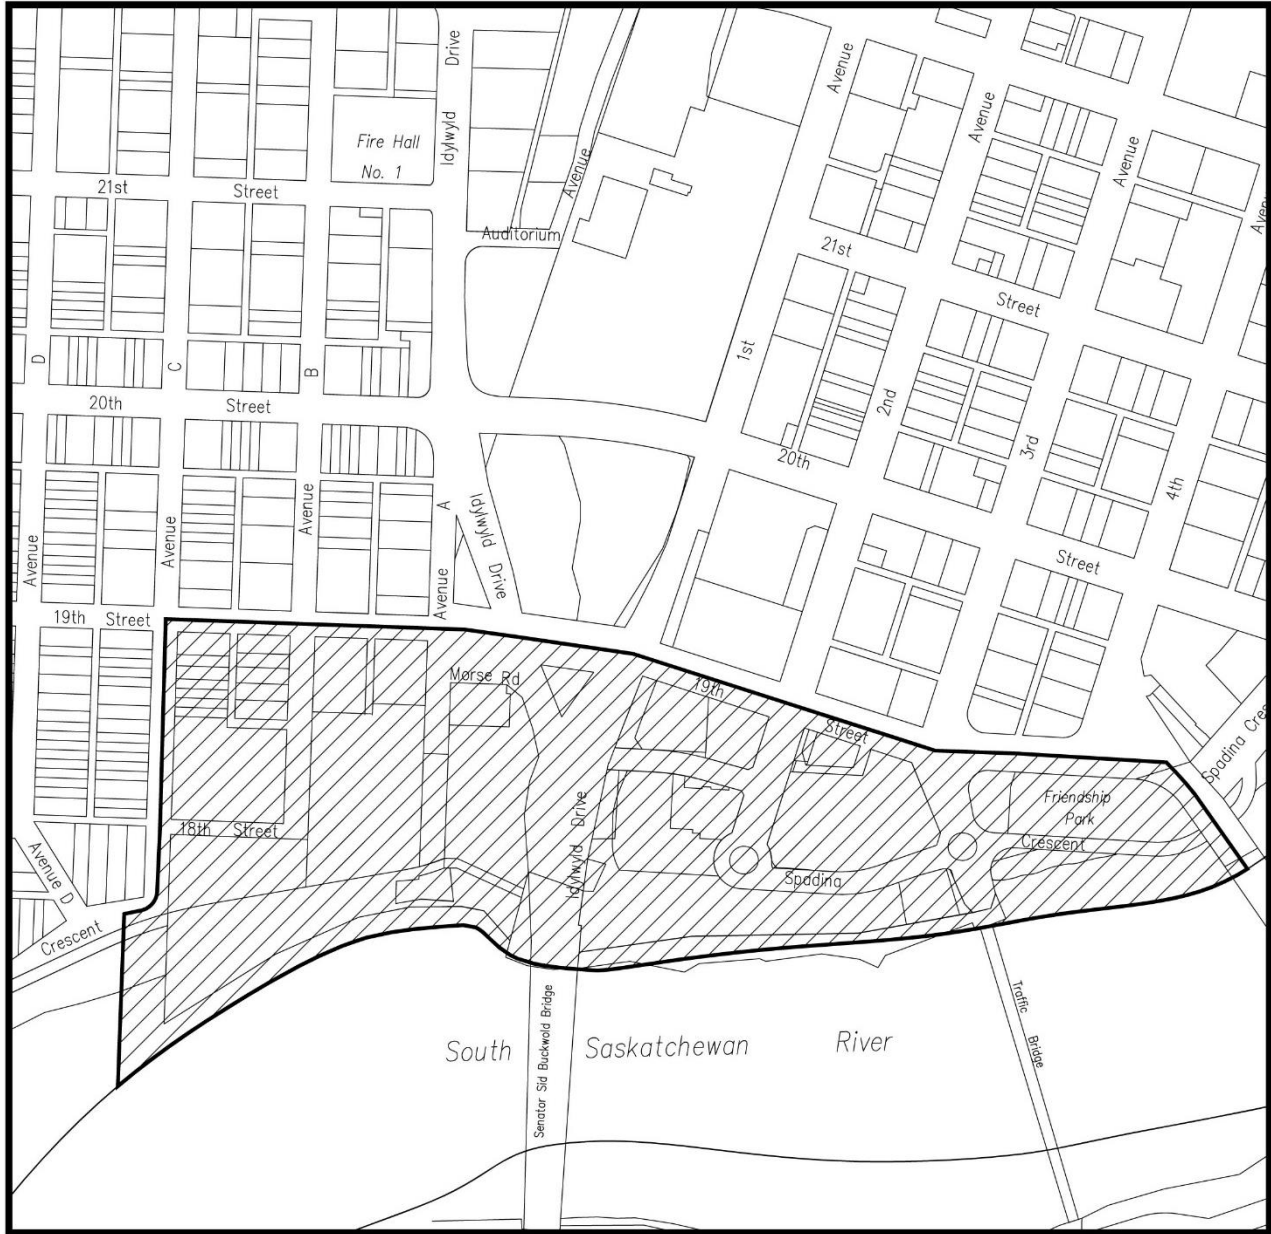 Drive
Idylwyld
Fire Hall
No. 1
Avenue
Avenue
Avenue
Avenue
21st Street
Auditorium
Avenue
21st
Street
D
C
B
1st
2nd
3rd
4th
20th Street
20th
Street
Avenue
Avenue
Avenue
Avenue A
Idylwyld Drive
19th Street
Morse Rd
19th
Street
Spadina Cres
Friendship
Park
Crescent
18th Street
Idylwyld Drive
Spadina
Avenue D
Crescent
Senator Sid Buckwold Bridge
Traffic Bridge
South Saskatchewan River